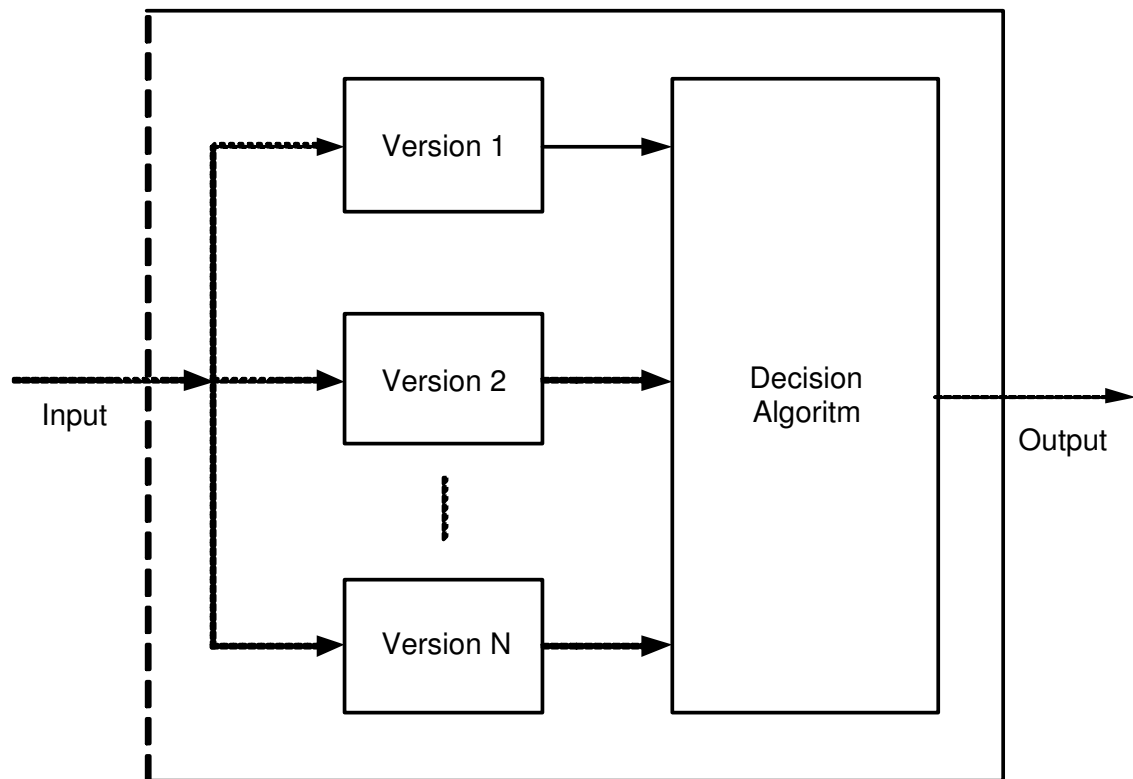 Version 1
Input
Version 2
Decision
Algoritm
Output
Version N